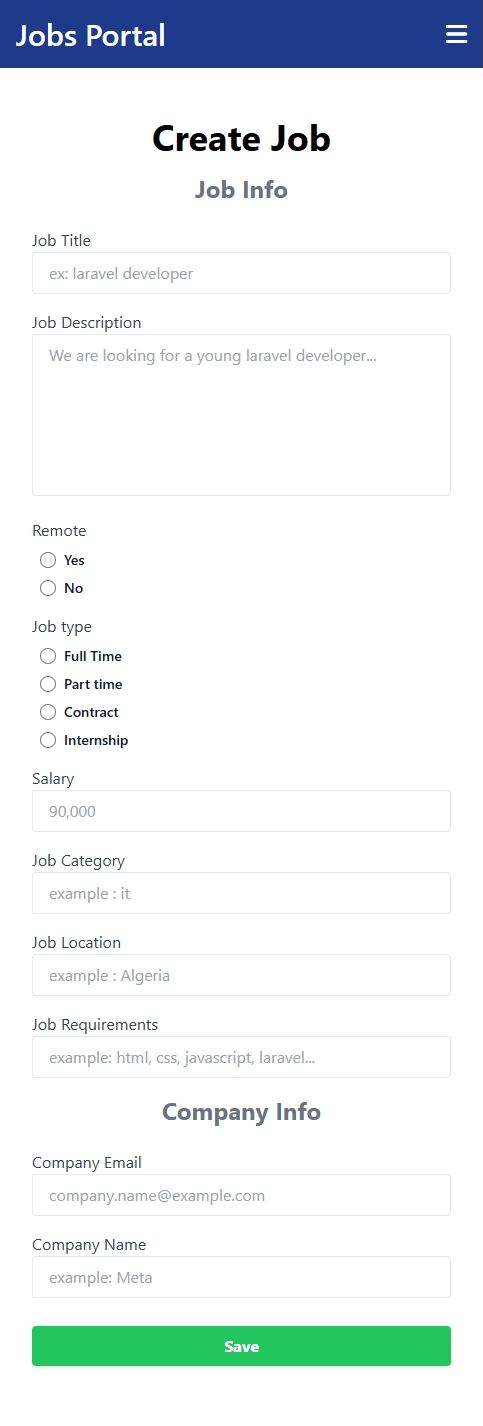 Jobs Portal
Create Job
Job Info
Job Title
ex: laravel developer
Job Description
We are looking for a young laravel developer...
Remote
Yes
No
Job type
Full Time
Part time
Contract
Internship
Salary
90,000
Job Category
example : it
Job Location
example : Algeria
Job Requirements
example: html, css, javascript, laravel...
Company Info
Company Email
company.name@example.com
Company Name
example: Meta
Save